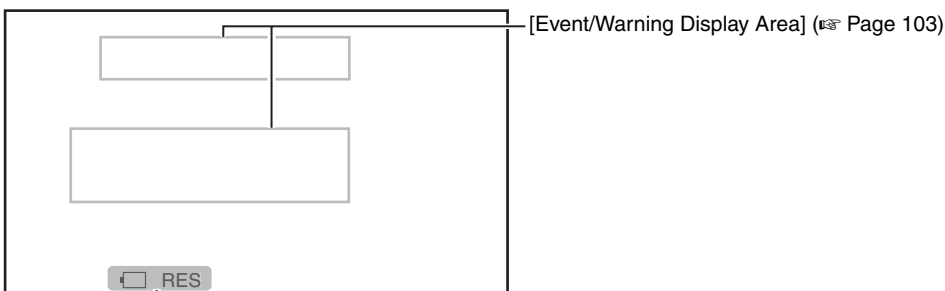 [Event/Warning Display Area] (☞ Page 103)
RES